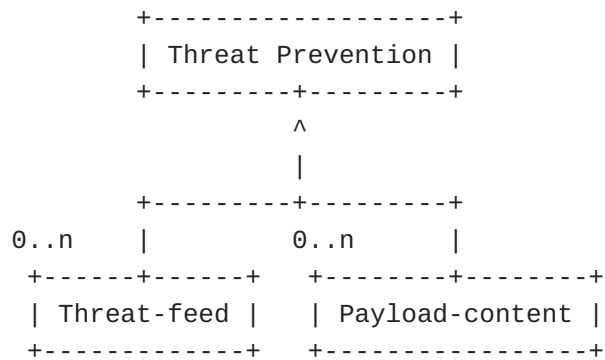 +-------------------+
| Threat Prevention |
+---------+---------+
^
|
+---------+---------+
0..n | 0..n |
+------+------+ +--------+--------+
| Threat-feed | | Payload-content |
+-------------+ +-----------------+